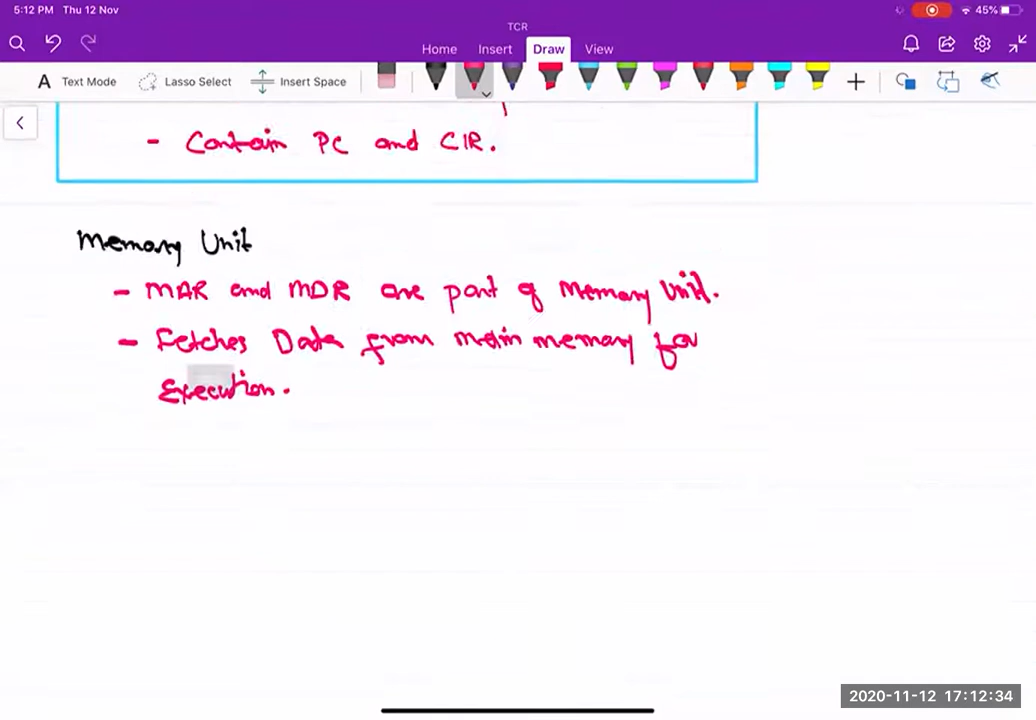 5:12 PM Thu 12 Nov
45%
TCR
Home Insert Draw View
A Text Mode Lasso Select Insert Space
- Contain PC and CIR.
Memory Unit
- MAR and MDR are part of Memory Unit.
- Fetches Data from main memory for
Execution.
2020-11-12 17:12:34